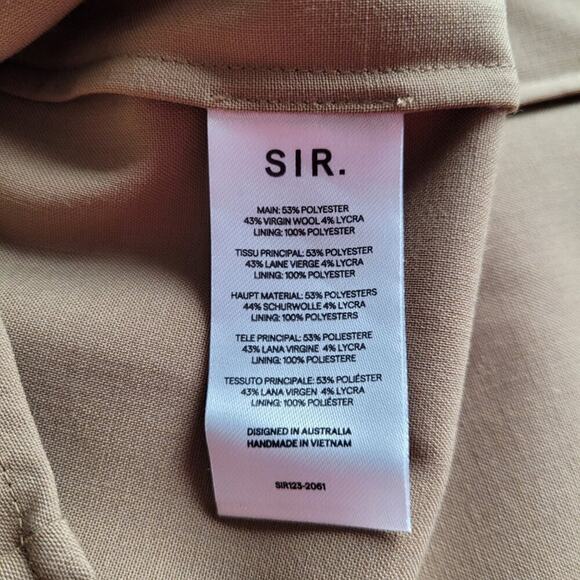 SIR.
MAIN: 53% POLYESTER
43% VIRGIN WOOL 4% LYCRA
LINING: 100% POLYESTER
TISSU PRINCIPAL: 53% POLYESTER
43% LAINE VIERGE 4% LYCRA
LINING: 100% POLYESTER
HAUPT MATERIAL: 53% POLYESTERS
44% SCHURWOLLE 4% LYCRA
LINING: 100% POLYESTERS
TELE PRINCIPAL: 53% POLIESTERE
43% LANA VIRGINE 4% LYCRA
LINING: 100% POLIESTERE
TESSUTO PRINCIPALE: 53% POLIÉSTER
43% LANA VIRGEN 4% LYCRA
LINING: 100% POLIÉSTER
DISIGNED IN AUSTRALIA
HANDMADE IN VIETNAM
SIR123-2061